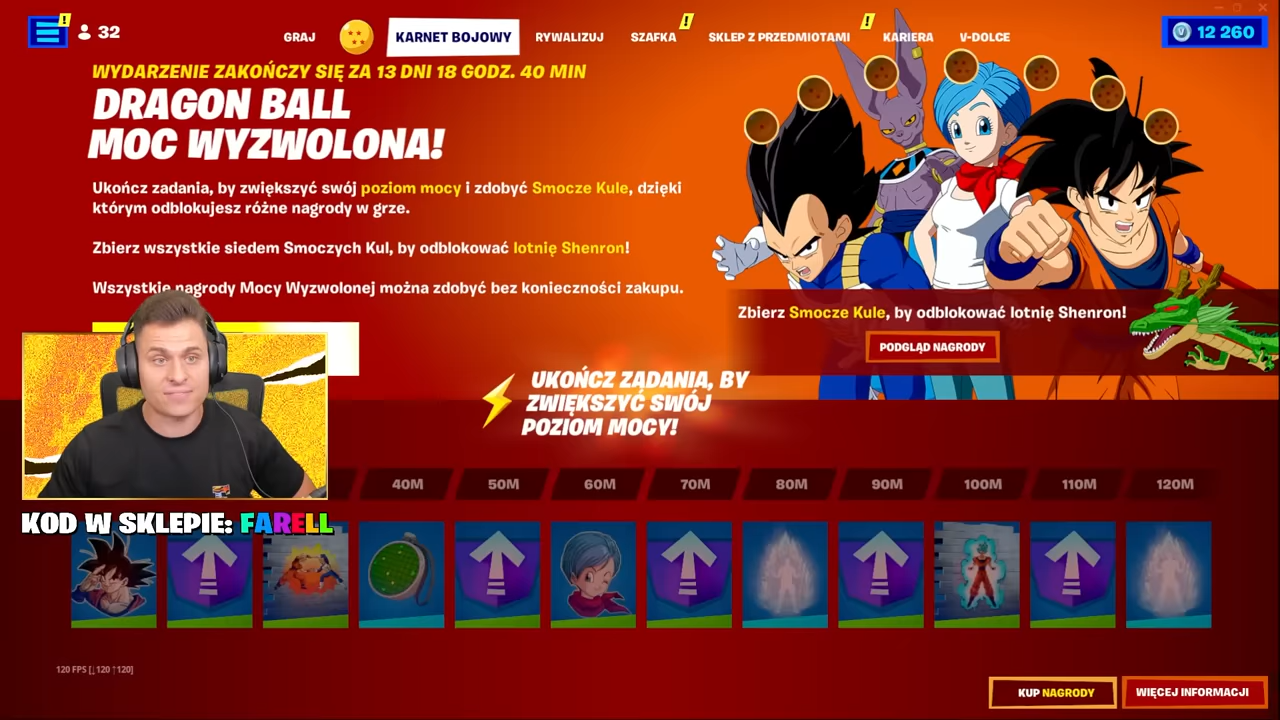 !
32
GRAJ
KARNET BOJOWY
RYWALIZUJ
SZAFKA
!
SKLEP Z PRZEDMIOTAMI
!
KARIERA
V-DOLCE
V 12 260
WYDARZENIE ZAKOŃCZY SIĘ ZA 13 DNI 18 GODZ. 40 MIN
DRAGON BALL
MOC WYZWOLONA!
Ukończ zadania, by zwiększyć swój poziom mocy i zdobyć Smocze Kule, dzięki
którym odblokujesz różne nagrody w grze.
Zbierz wszystkie siedem Smoczych Kul, by odblokować lotnię Shenron!
Wszystkie nagrody Mocy Wyzwolonej można zdobyć bez konieczności zakupu.
Zbierz Smocze Kule, by odblokować lotnię Shenron!
PODGLĄD NAGRODY
UKOŃCZ ZADANIA, BY
ZWIĘKSZYĆ SWÓJ
POZIOM MOCY!
40M
50M
60M
70M
80M
90M
100M
110M
120M
KOD W SKLEPIE: FARELL
120 FPS [↓120 ↑120]
KUP NAGRODY
WIĘCEJ INFORMACJI